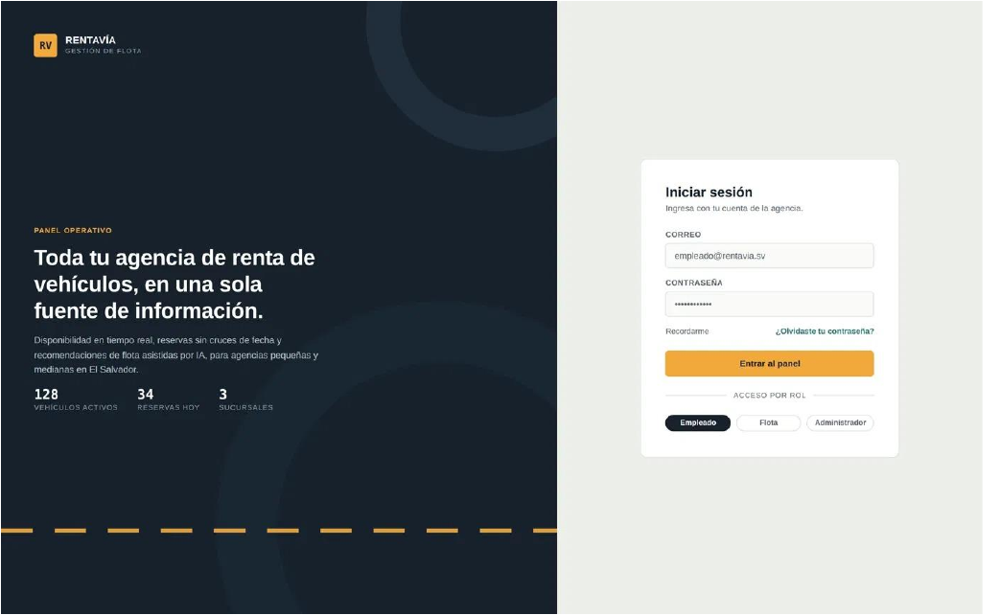 RV
RENTAVÍA
GESTIÓN DE FLOTA
PANEL OPERATIVO
Toda tu agencia de renta de
vehículos, en una sola
fuente de información.
Disponibilidad en tiempo real, reservas sin cruces de fecha y
recomendaciones de flota asistidas por IA, para agencias pequeñas y
medianas en El Salvador.
128 34 3
VEHÍCULOS ACTIVOS RESERVAS HOY SUCURSALES
Iniciar sesión
Ingresa con tu cuenta de la agencia.
CORREO
empleado@rentavia.sv
CONTRASEÑA
••••••••••••
Recordarme ¿Olvidaste tu contraseña?
Entrar al panel
ACCESO POR ROL
Empleado Flota Administrador